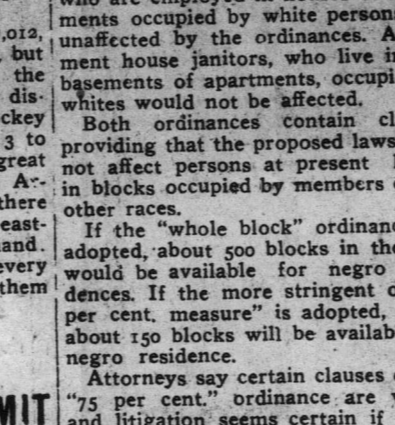 ,012,
but
the
dis-
ckey
3 to
great
A-
there
east-
and.
every
them
MIT
who are employed in
ments occupied by white person
unaffected by the ordinances. A
ment house janitors, who live i
basements of apartments, occupi
whites would not be affected.
Both ordinances contain cl
providing that the proposed laws
not affect persons at present
in blocks occupied by members
other races.
If the "whole block" ordinan
adopted, about 500 blocks in the
would be available for negro
dences. If the more stringent
per cent. measure" is adopted,
about 150 blocks will be availab
negro residence.
Attorneys say certain clauses
"75 per cent." ordinance are
and litigation seems certain if